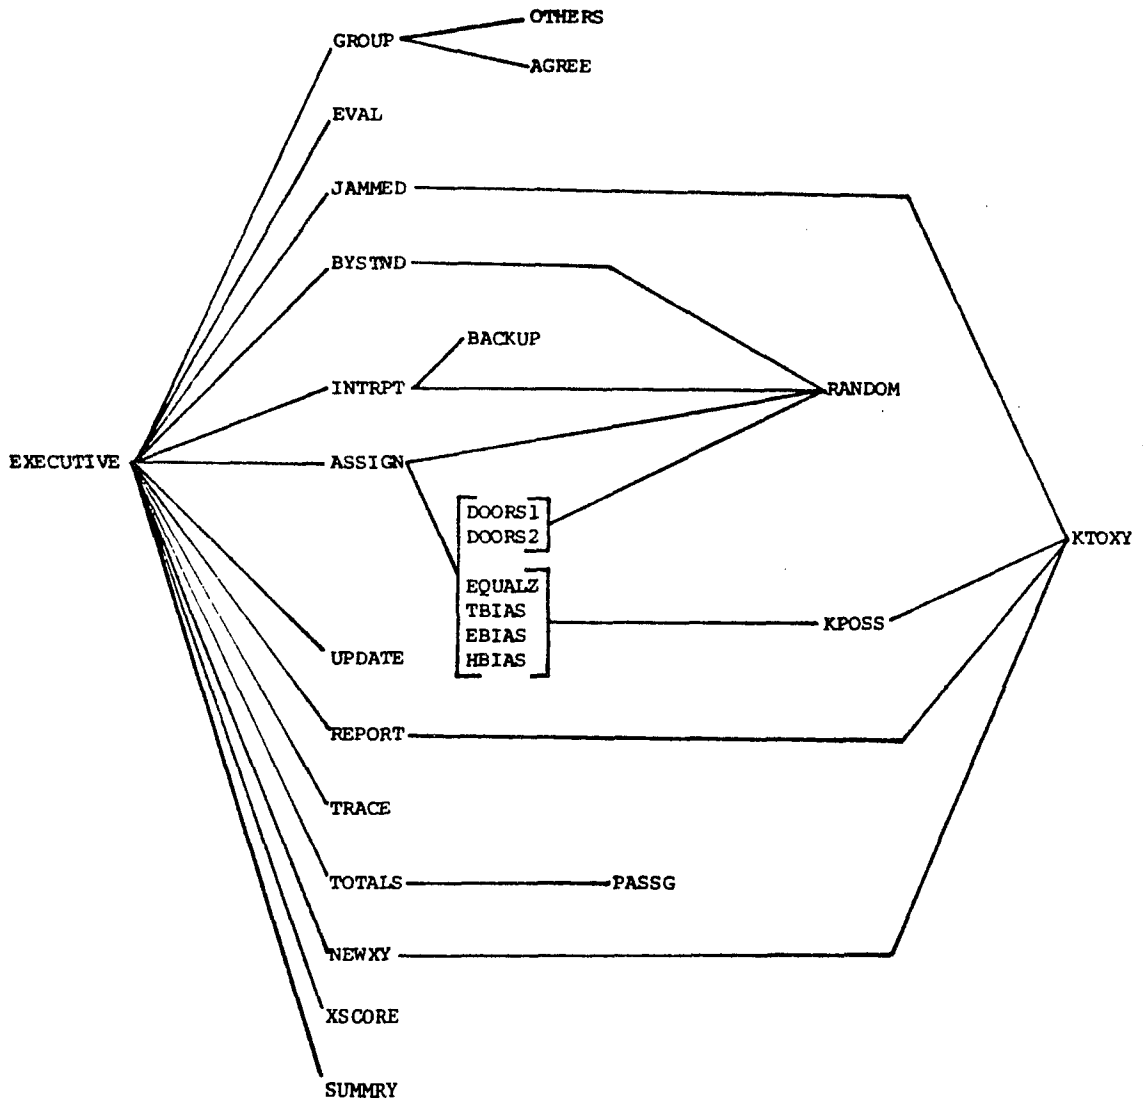 OTHERS
GROUP
AGREE
EVAL
JAMMED
BYSTND
BACKUP
INTRPT
RANDOM
EXECUTIVE
ASSIGN
DOORS1
DOORS2
KTOXY
EQUALZ
TBIAS
KPOSS
EBIAS
UPDATE
HBIAS
REPORT
TRACE
TOTALS
PASSG
NEWXY
XSCORE
SUMMRY